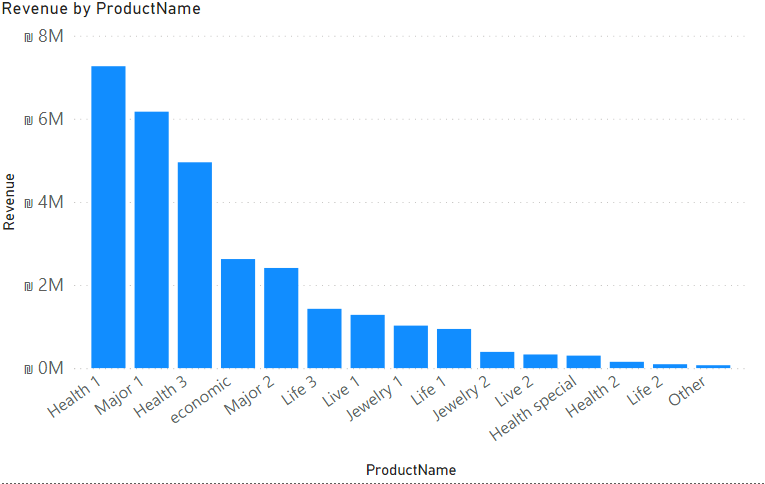 Revenue by ProductName
₪ 8M
₪ 6M
₪ 4M
₪ 2M
₪ 0M
Revenue
Health 1
Major 1
Health 3
economic
Major 2
Life 3
Live 1
Jewelry 1
Life 1
Jewelry 2
Live 2
Health special
Health 2
Life 2
Other
ProductName